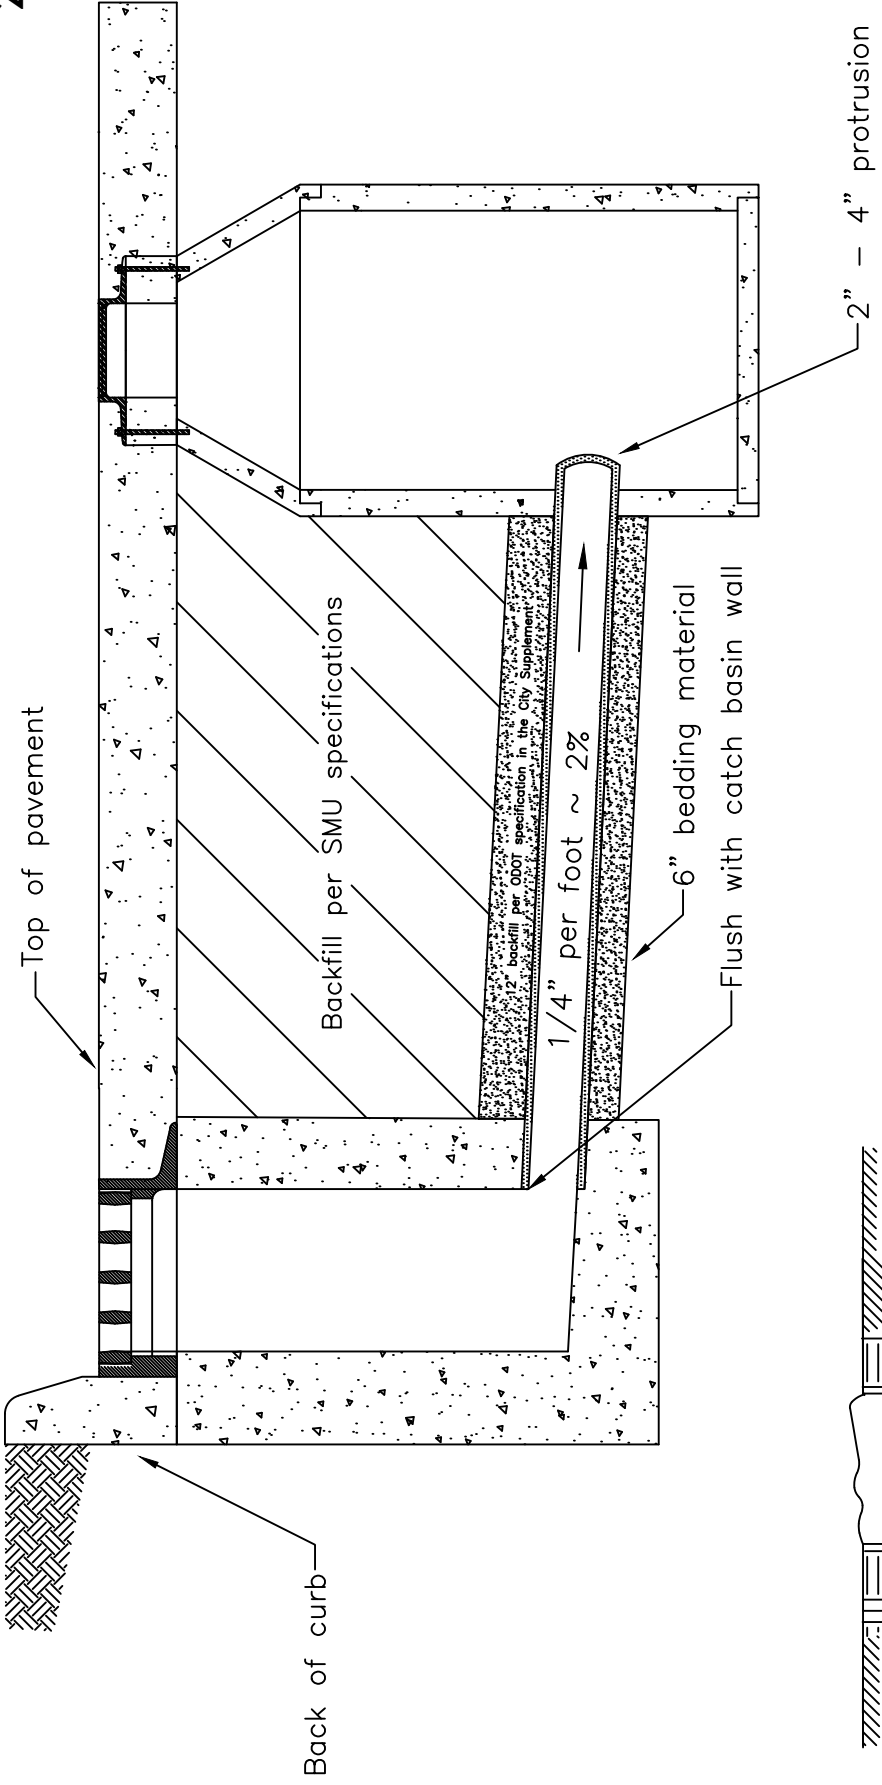 Top of pavement
Backfill per SMU specifications
12" backfill per ODOT specification in the City Supplement
1/4" per foot ~ 2%
2" – 4" protrusion
6" bedding material
Flush with catch basin wall
Back of curb